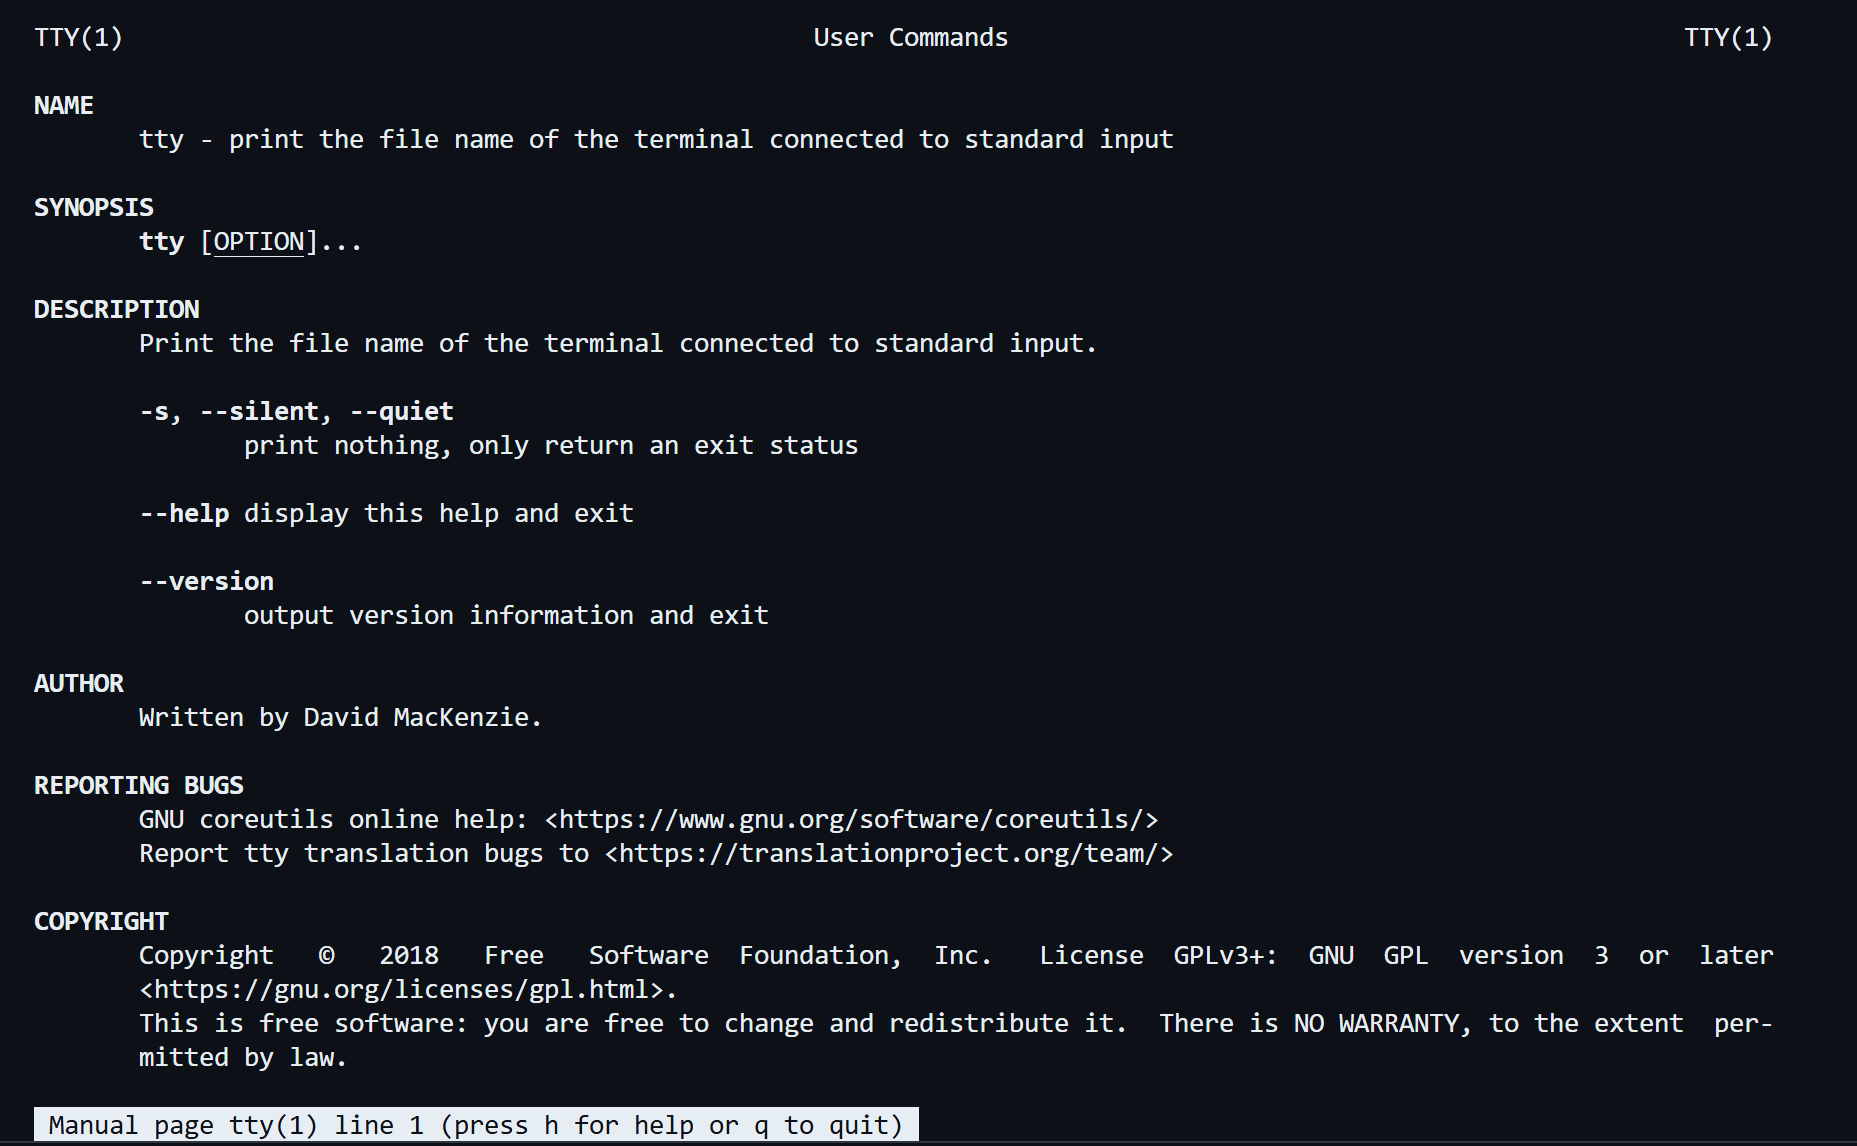 TTY(1) User Commands TTY(1)
NAME
tty - print the file name of the terminal connected to standard input
SYNOPSIS
tty [OPTION]...
DESCRIPTION
Print the file name of the terminal connected to standard input.
-s, --silent, --quiet
print nothing, only return an exit status
--help display this help and exit
--version
output version information and exit
AUTHOR
Written by David MacKenzie.
REPORTING BUGS
GNU coreutils online help: <https://www.gnu.org/software/coreutils/>
Report tty translation bugs to <https://translationproject.org/team/>
COPYRIGHT
Copyright © 2018 Free Software Foundation, Inc. License GPLv3+: GNU GPL version 3 or later
<https://gnu.org/licenses/gpl.html>.
This is free software: you are free to change and redistribute it. There is NO WARRANTY, to the extent per-
mitted by law.
Manual page tty(1) line 1 (press h for help or q to quit)